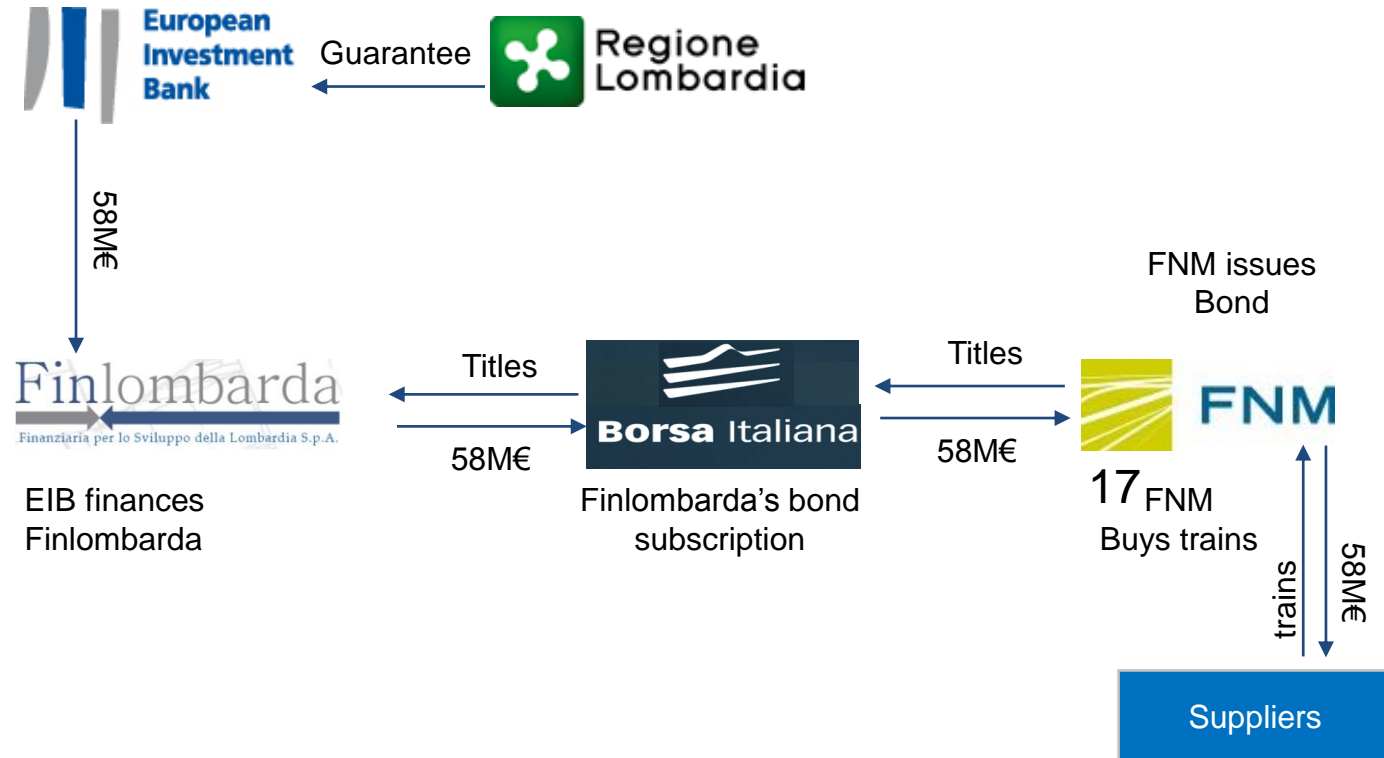 European
Investment
Bank
Guarantee
Regione
Lombardia
58M€
FNM issues
Bond
Finlombarda
Finanziaria per lo Sviluppo della Lombardia S.p.A.
Titles
58M€
Borsa Italiana
Titles
58M€
FNM
EIB finances
Finlombarda
Finlombarda’s bond
subscription
17 FNM
Buys trains
trains
58M€
Suppliers